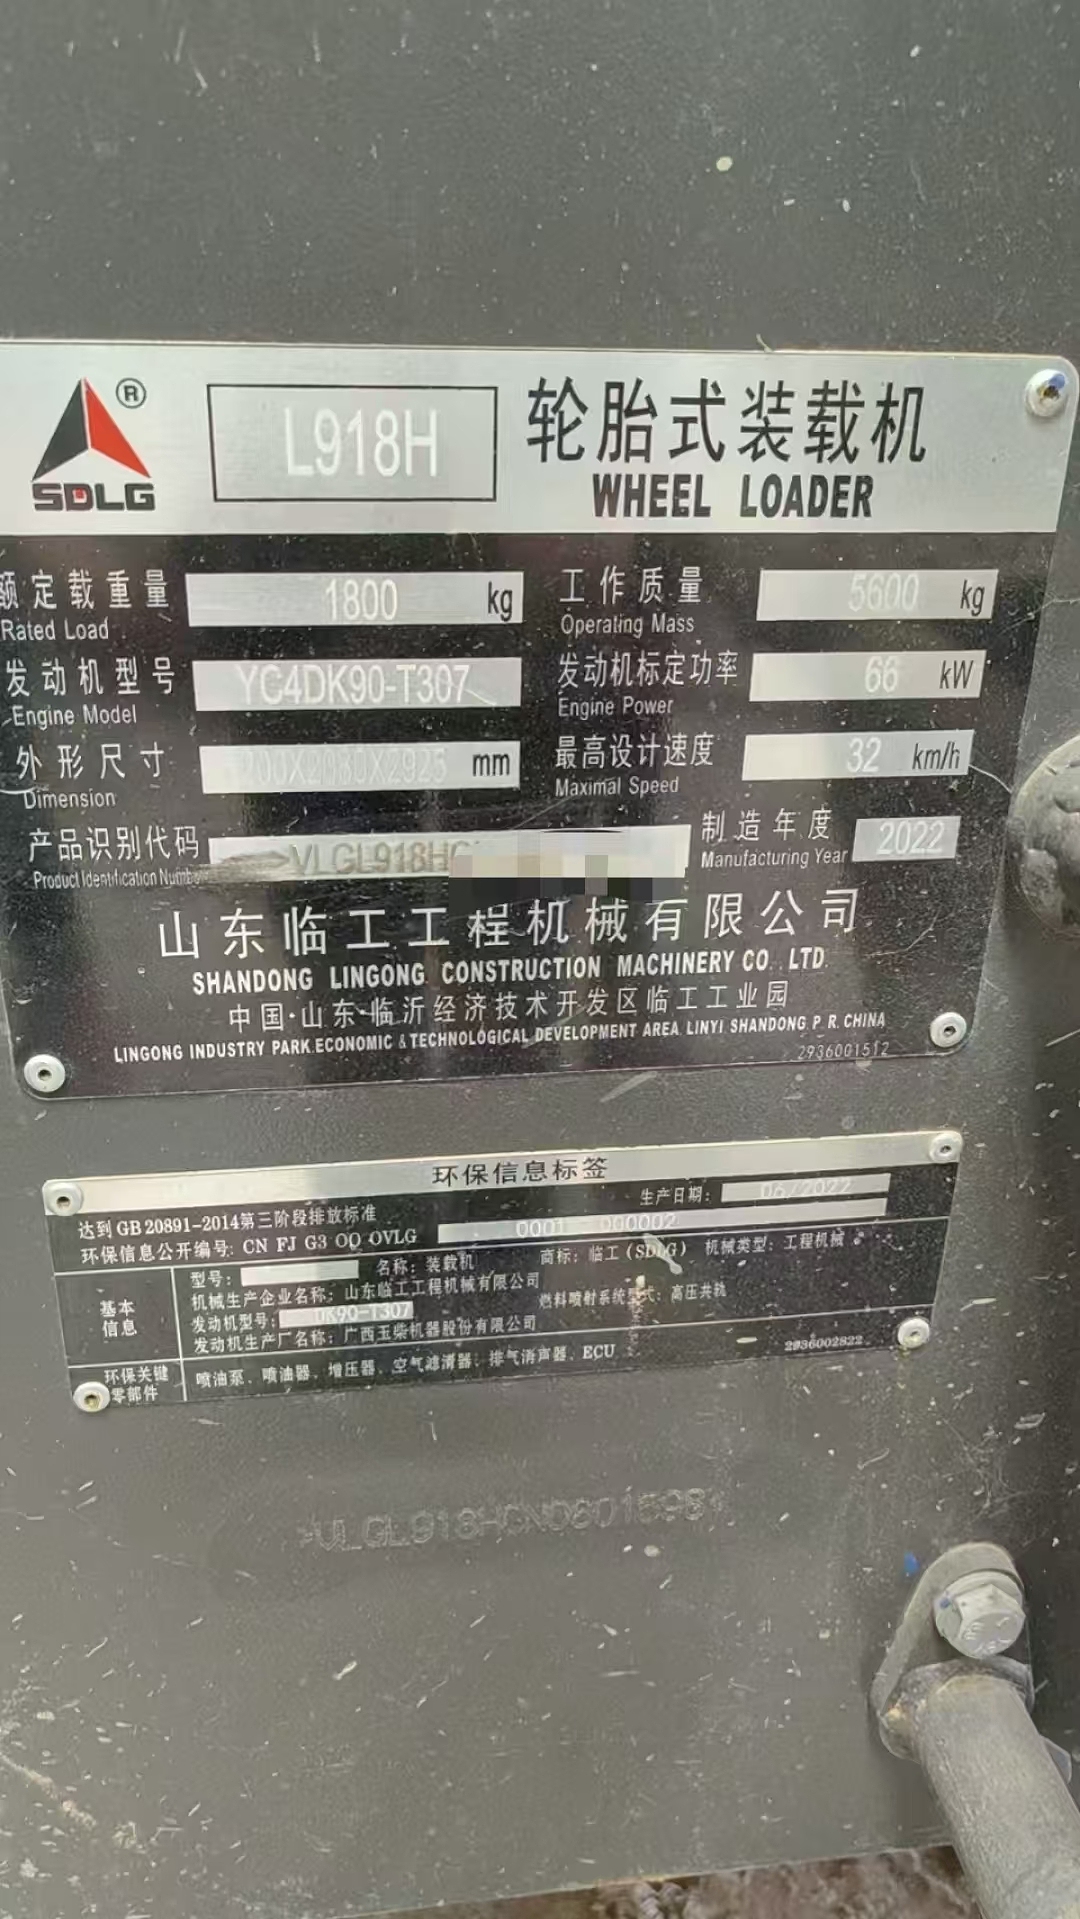 ®
SDLG
L918H
轮胎式装载机
WHEEL LOADER
额定载重量 1800 kg
Rated Load
工作质量 5600 kg
Operating Mass
发动机型号 YC4DK90-T307
Engine Model
发动机标定功率 66 kW
Engine Power
外形尺寸 mm
Dimension
最高设计速度 32 km/h
Maximal Speed
产品识别代码 VLGL918HC
Product Identification Number
制造年度 2022
Manufacturing Year
山东临工工程机械有限公司
SHANDONG LINGONG CONSTRUCTION MACHINERY CO.,LTD.
中国·山东·临沂经济技术开发区临工工业园
LINGONG INDUSTRY PARK.ECONOMIC & TECHNOLOGICAL DEVELOPMENT AREA LINYI SHANDONG P.R.CHINA
2936001512
环保信息标签
生产日期: 06/2022
达到GB 20891-2014第三阶段排放标准
环保信息公开编号: CN FJ G3 OO OVLG 0001 000002
基本信息
型号: 名称: 装载机 商标: 临工(SDLG) 机械类型: 工程机械
机械生产企业名称: 山东临工工程机械有限公司
发动机型号: DK90-T307 燃料喷射系统型式: 高压共轨
发动机生产厂名称: 广西玉柴机器股份有限公司
2936002822
环保关键零部件
喷油泵、喷油器、增压器、空气滤清器、排气消声器、ECU